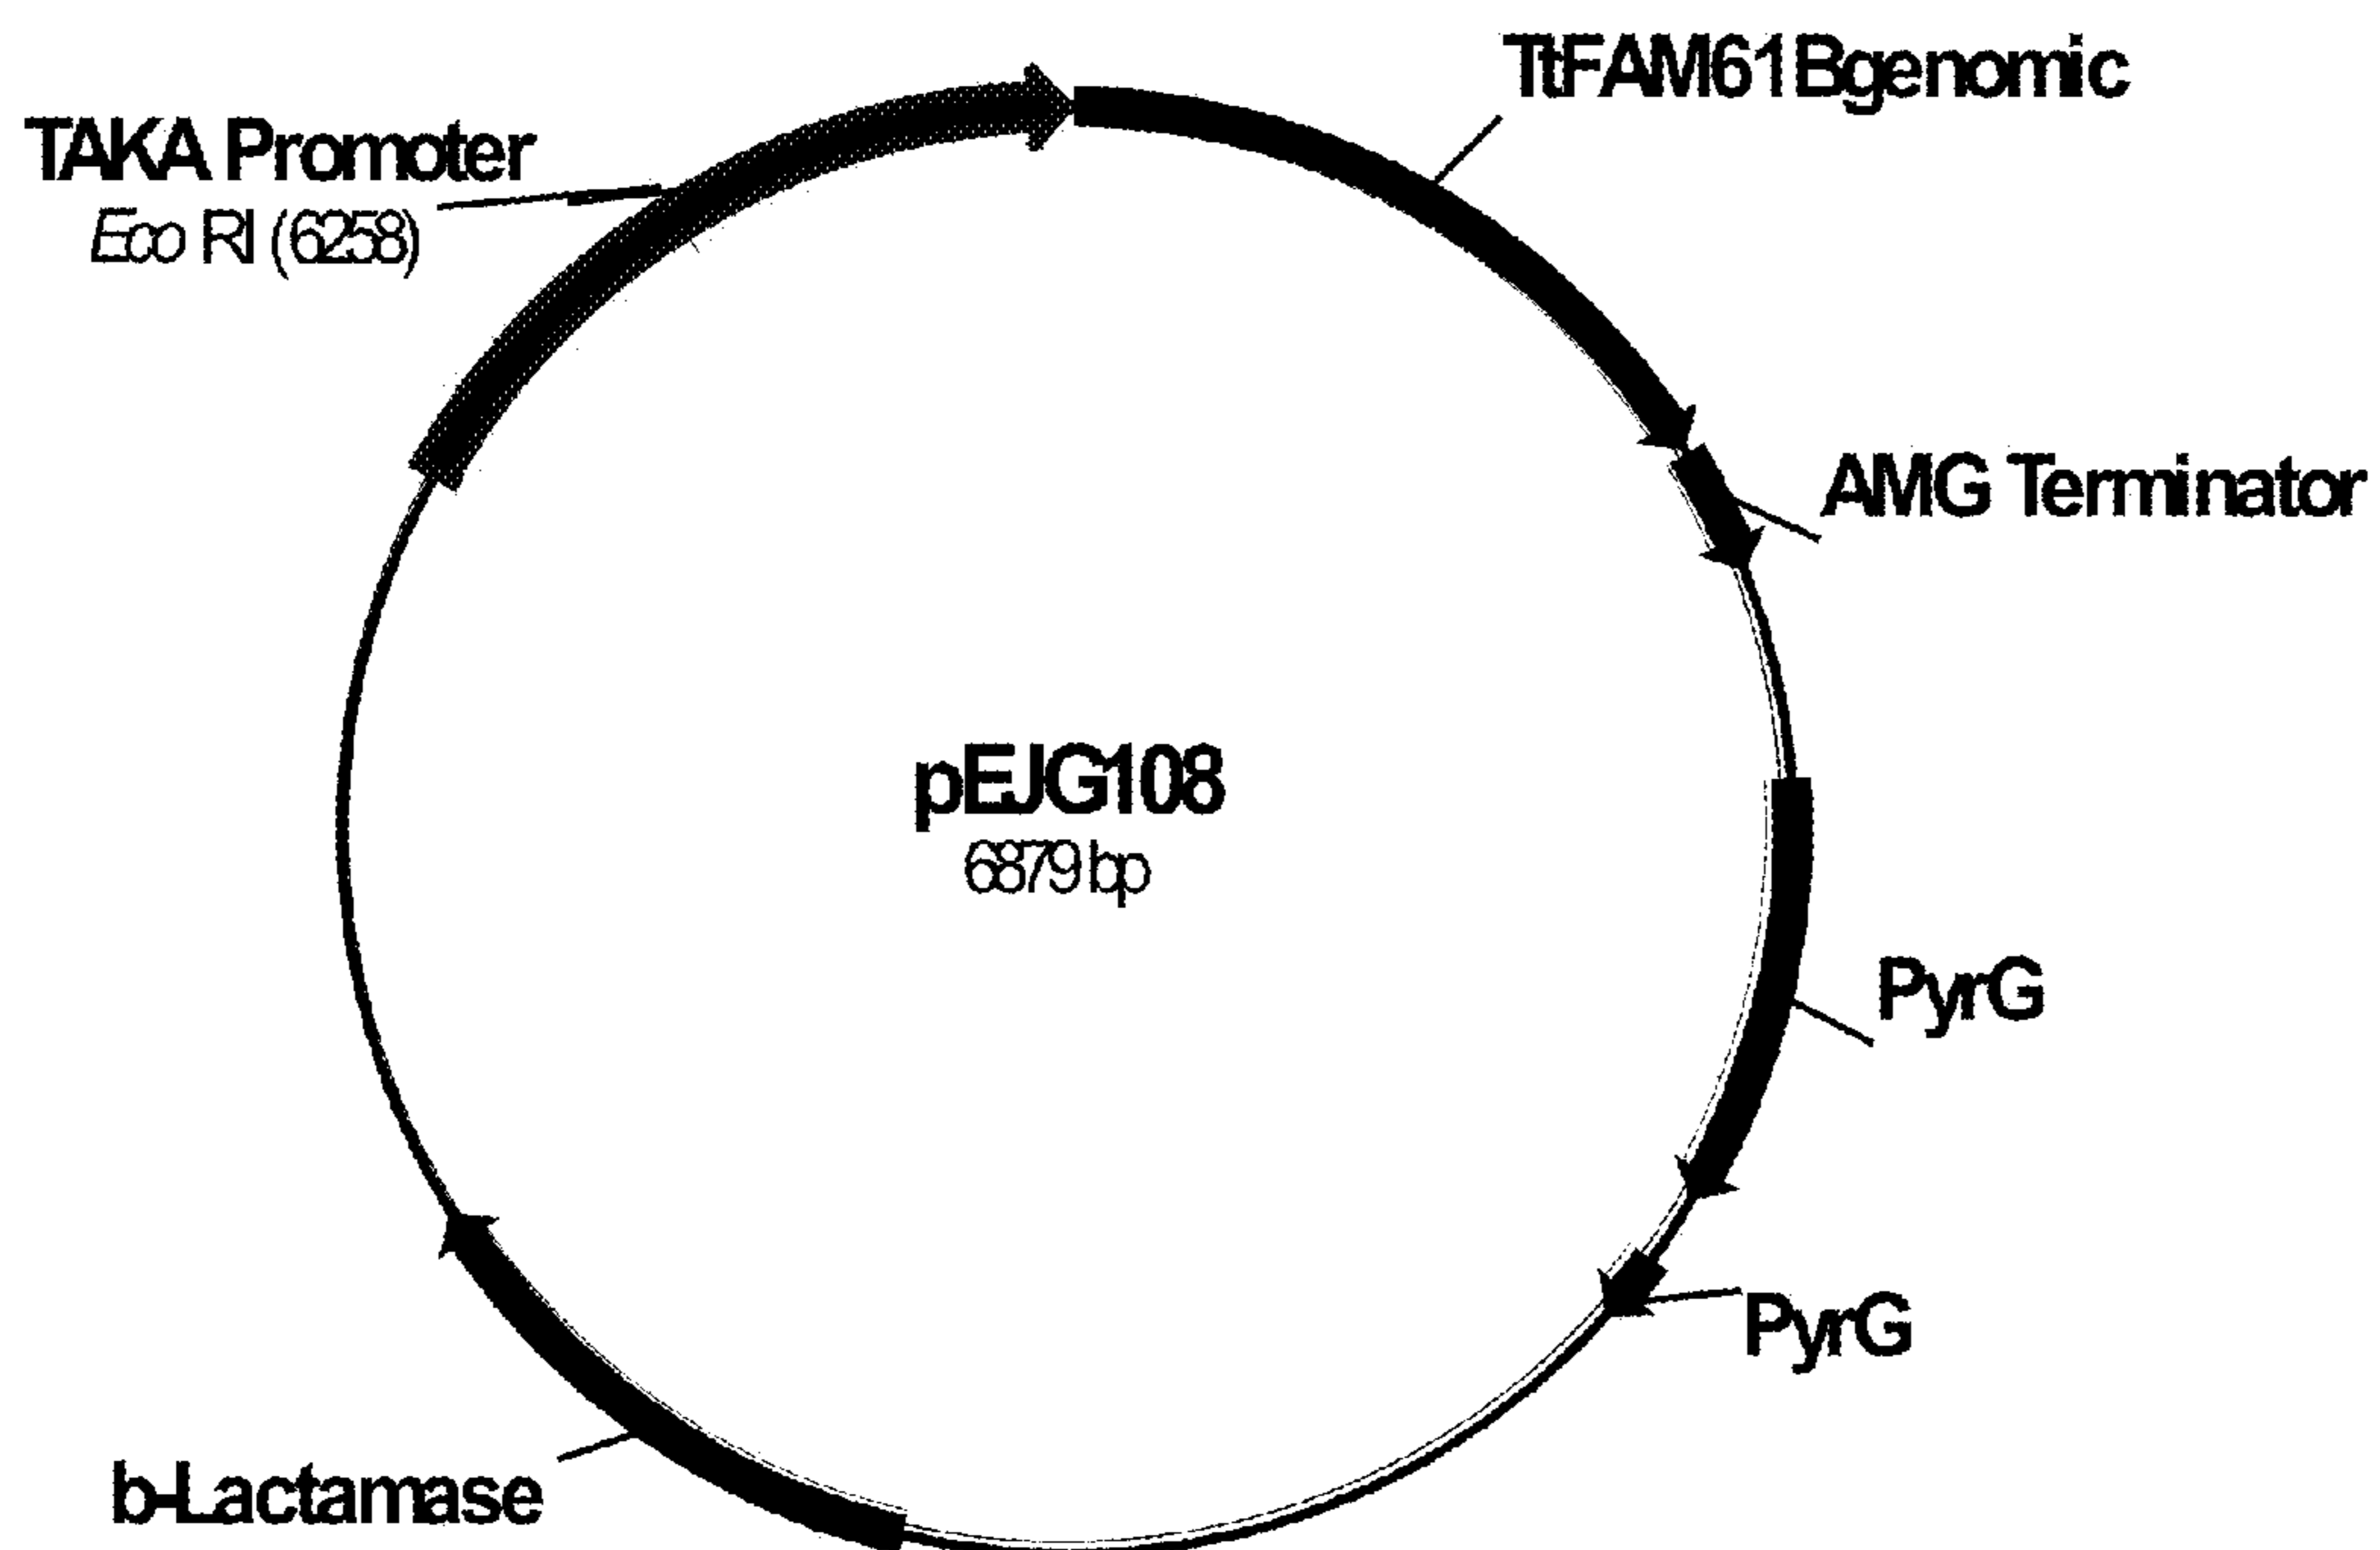 TtFAM61Bgenomic
TAKA Promoter
Eco RI (6258)
AMG Terminator
pEJG108
6879 bp
PyrG
PyrG
b-Lactamase